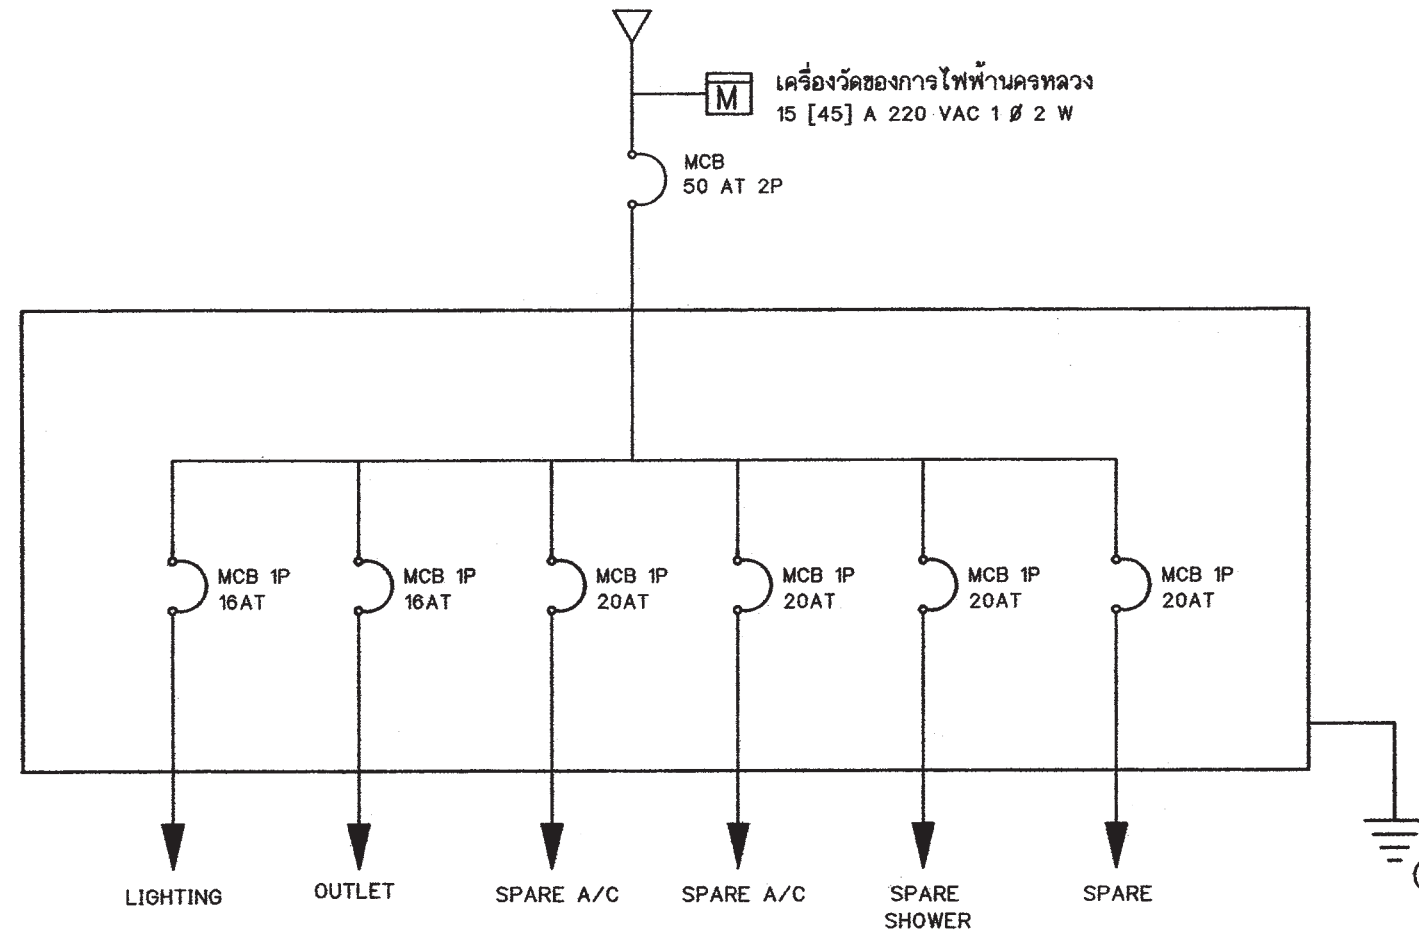 เครื่องวัดของการไฟฟ้านครหลวง
M
15 [45] A 220 VAC 1 Ø 2 W
MCB
50 AT 2P
MCB 1P
16AT
MCB 1P
16AT
MCB 1P
20AT
MCB 1P
20AT
MCB 1P
20AT
MCB 1P
20AT
LIGHTING
OUTLET
SPARE A/C
SPARE A/C
SPARE
SHOWER
SPARE